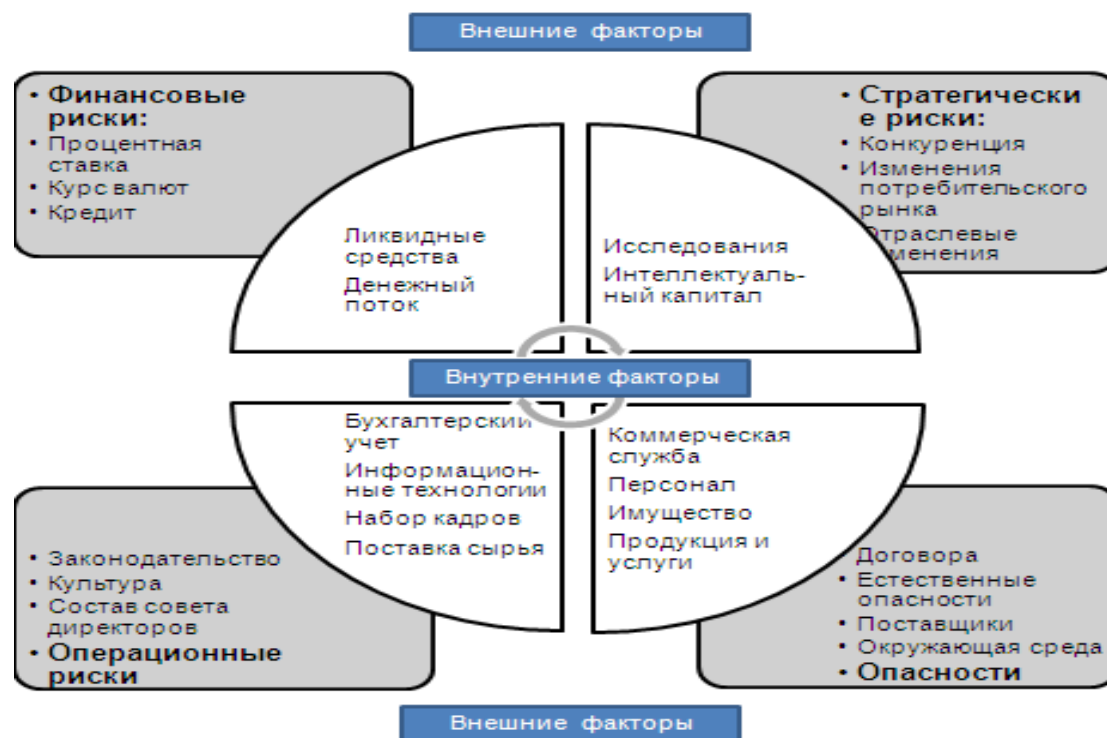 Внешние факторы
• Финансовые
риски:
• Процентная
ставка
• Курс валют
• Кредит
• Стратегически
е риски:
• Конкуренция
• Изменения
потребительского
рынка
Отраслевые
Ликвидные
средства
Денежный
поток
Исследования
Интеллектуаль-
ный капитал
Внутренние факторы
Бухгалтерский
учет
Информацион-
ные технологии
Набор кадров
Поставка сырья
Коммерческая
служба
Персонал
Имущество
Продукция и
услуги
• Законодательство
• Культура
• Состав совета
директоров
• Операционные
риски
Договора
• Естественные
опасности
• Поставщики
• Окружающая среда
• Опасности
Внешние факторы